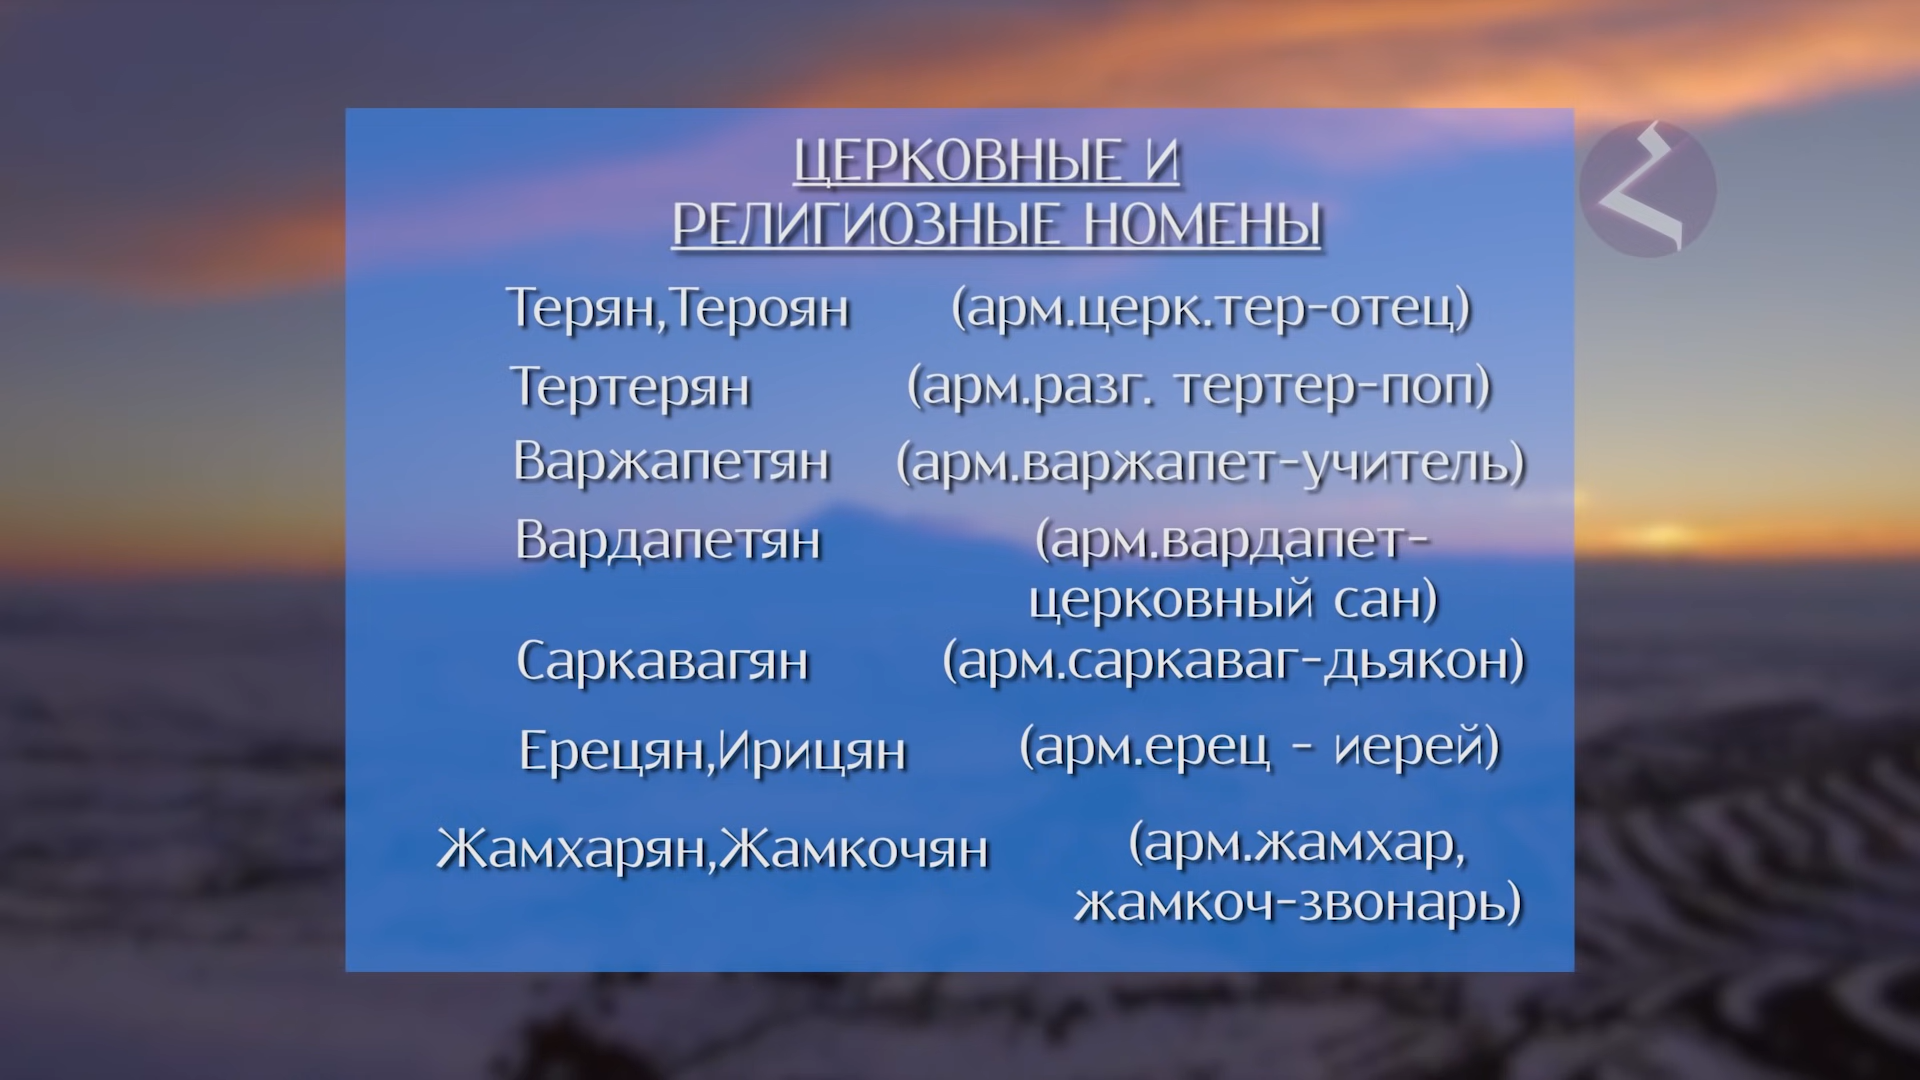 ЦЕРКОВНЫЕ И
РЕЛИГИОЗНЫЕ НОМЕНЫ
Терян,Тероян (арм.церк.тер-отец)
Тертерян (арм.разг. тертер-поп)
Варжапетян (арм.варжапет-учитель)
Вардапетян (арм.вардапет-
церковный сан)
Саркавагян (арм.саркаваг-дьякон)
Ерецян,Ирицян (арм.ерец - иерей)
Жамхарян,Жамкочян (арм.жамхар,
жамкоч-звонарь)